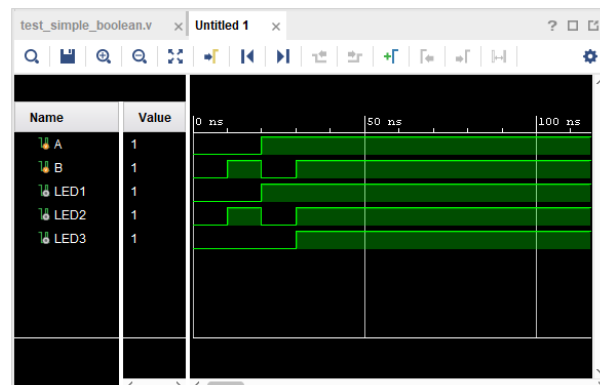 test_simple_boolean.v × Untitled 1 × ?
Name Value
0 ns 50 ns 100 ns
A 1
B 1
LED1 1
LED2 1
LED3 1